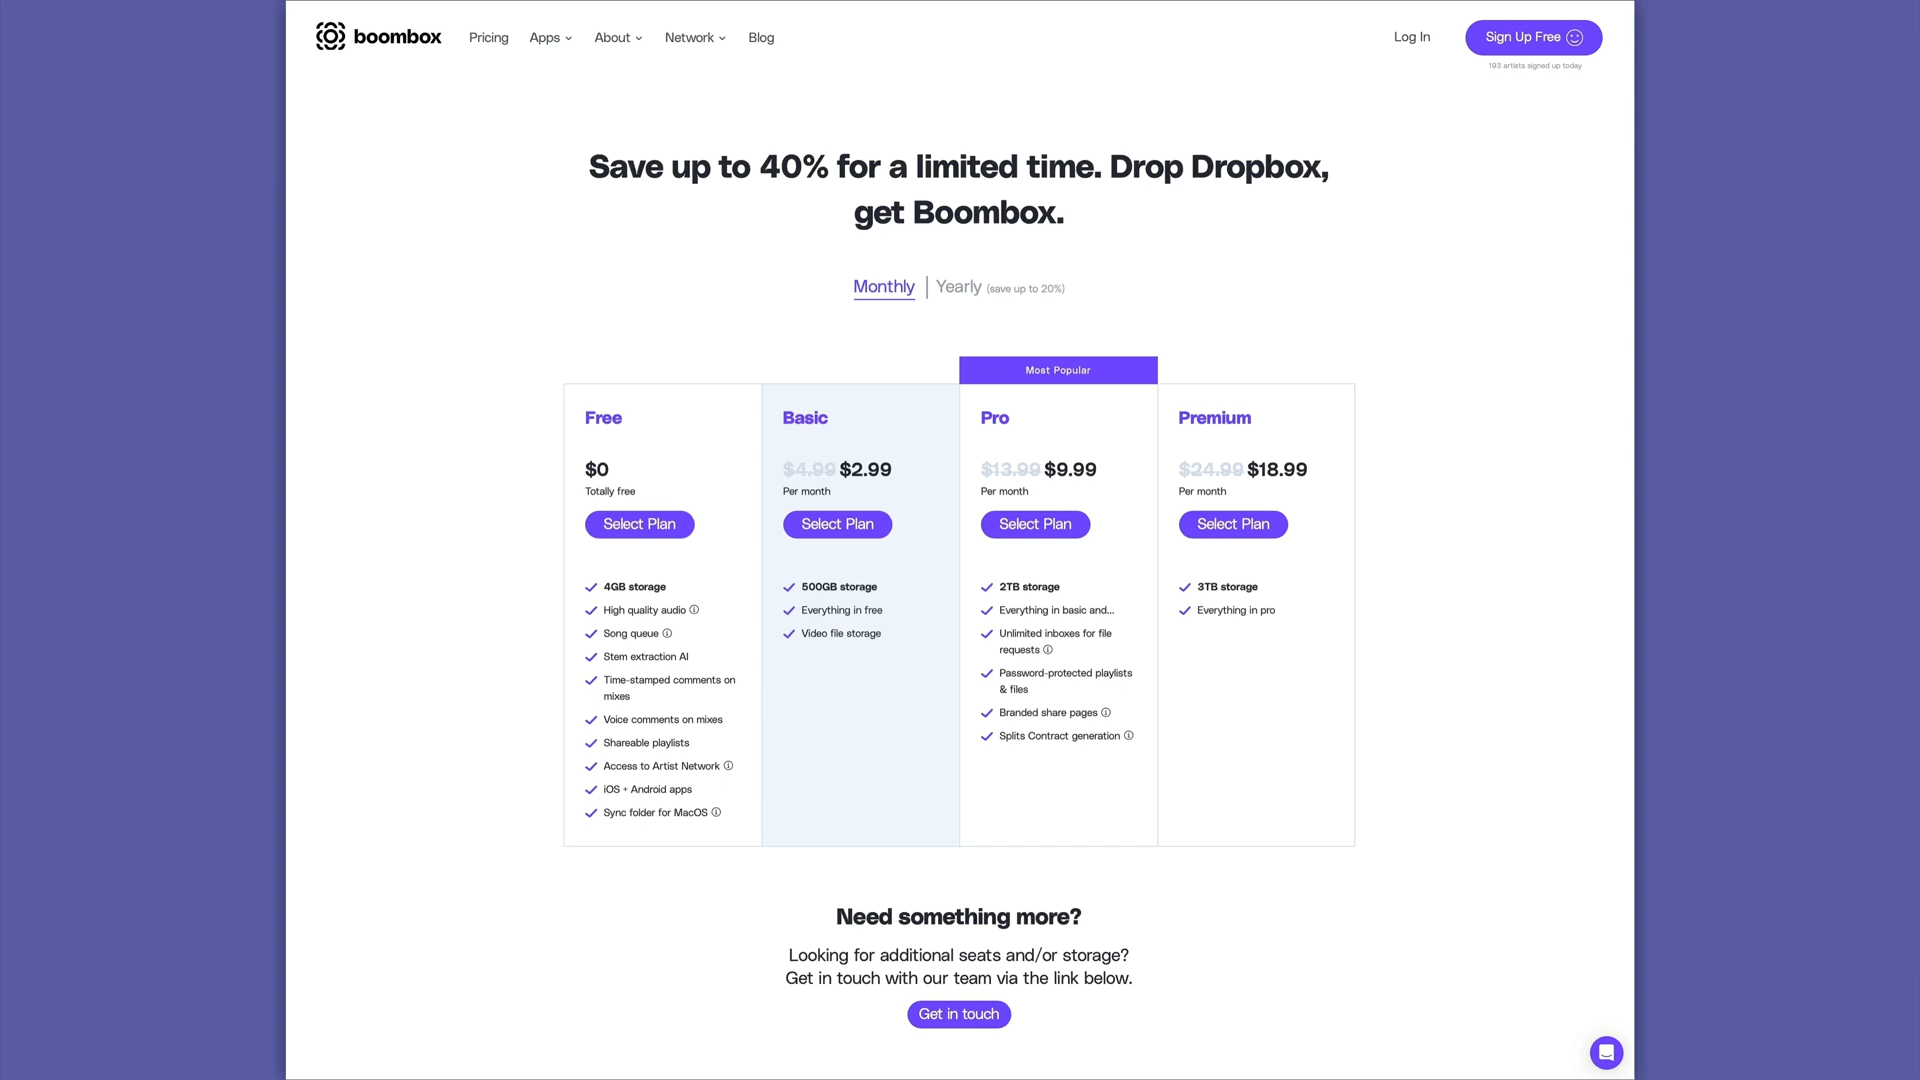 boombox
Pricing
Apps
About
Network
Blog
Log In
Sign Up Free
193 artists signed up today
Save up to 40% for a limited time. Drop Dropbox,
get Boombox.
Monthly
Yearly (save up to 20%)
Most Popular
Free
$0
Totally free
Select Plan
4GB storage
High quality audio
Song queue
Stem extraction AI
Time-stamped comments on
mixes
Voice comments on mixes
Shareable playlists
Access to Artist Network
iOS + Android apps
Sync folder for MacOS
Basic
$4.99 $2.99
Per month
Select Plan
500GB storage
Everything in free
Video file storage
Pro
$13.99 $9.99
Per month
Select Plan
2TB storage
Everything in basic and...
Unlimited inboxes for file
requests
Password-protected playlists
& files
Branded share pages
Splits Contract generation
Premium
$24.99 $18.99
Per month
Select Plan
3TB storage
Everything in pro
Need something more?
Looking for additional seats and/or storage?
Get in touch with our team via the link below.
Get in touch